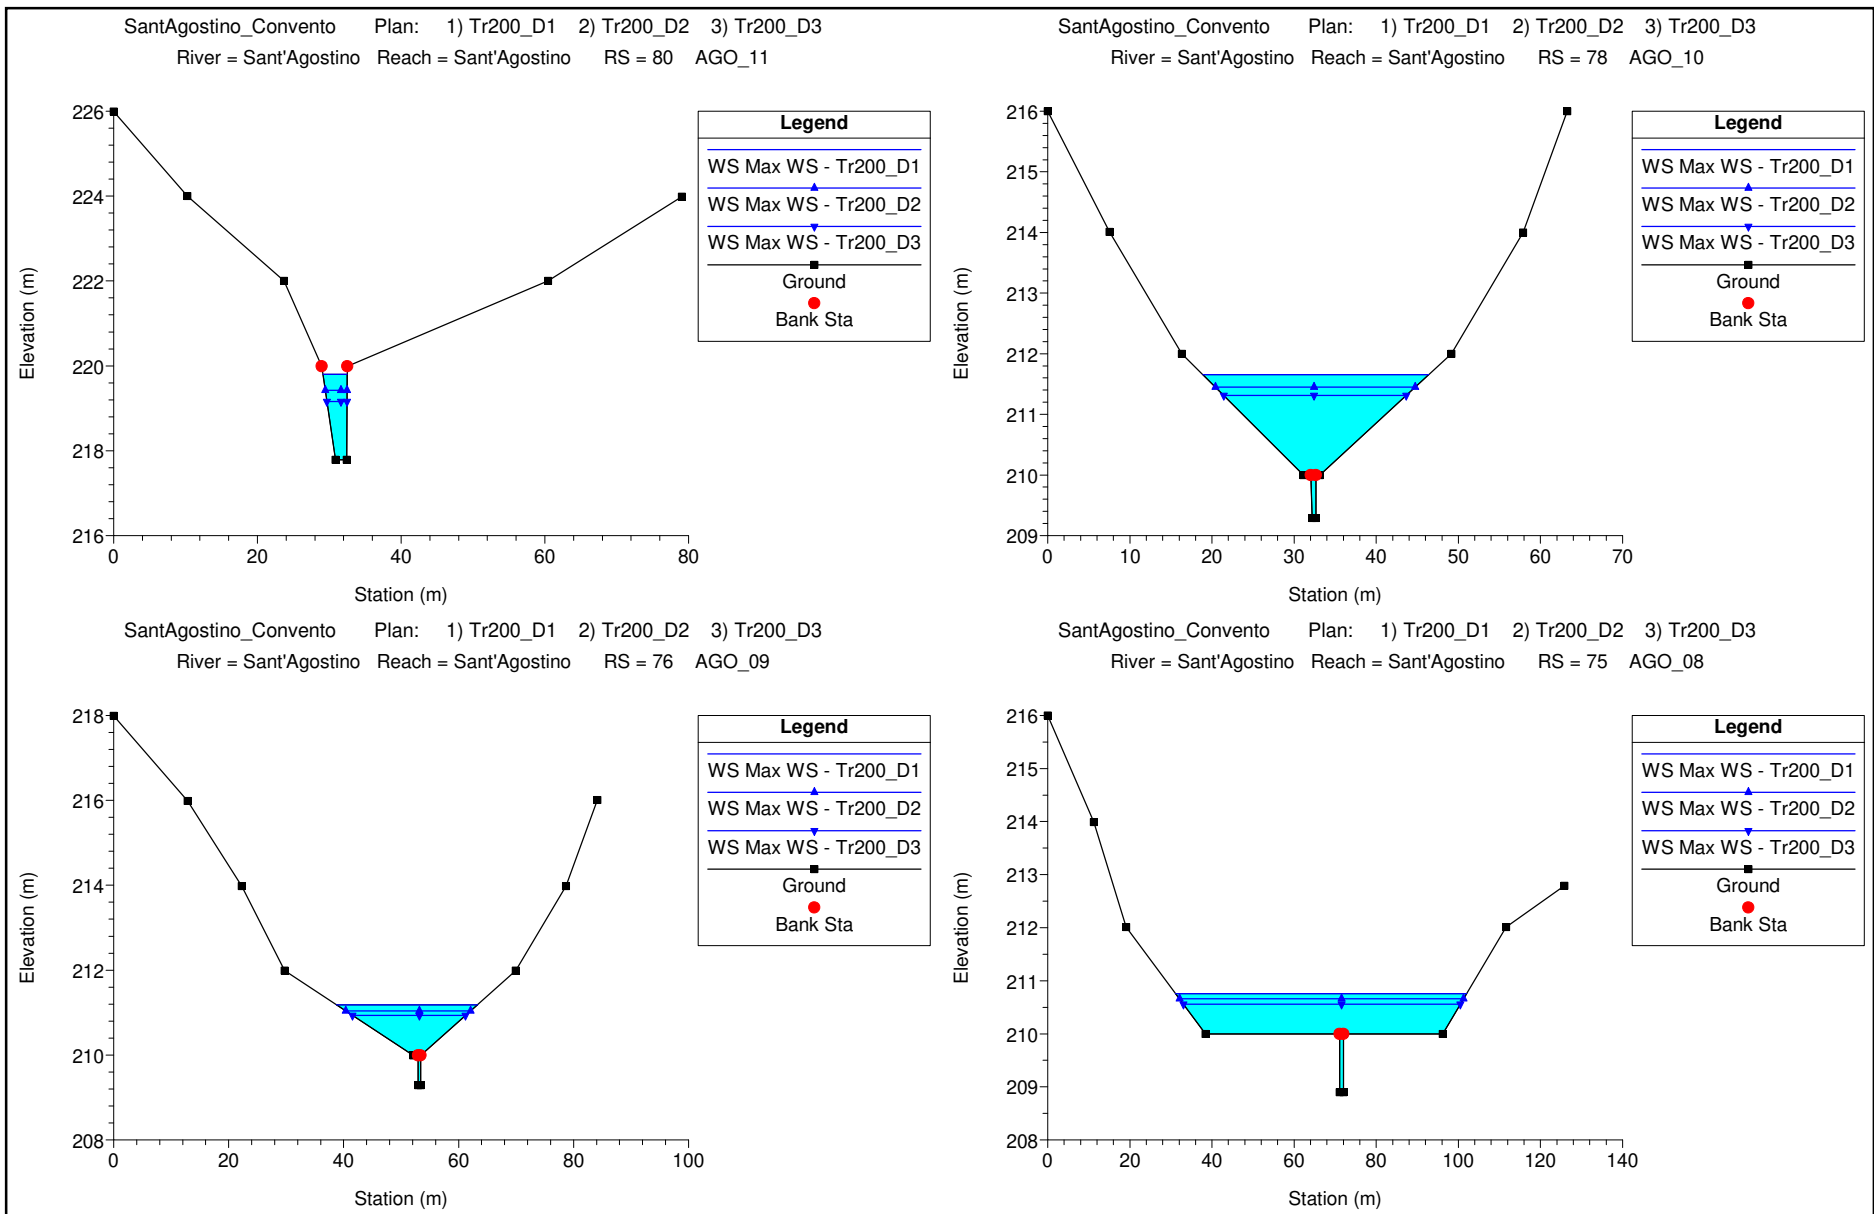 SantAgostino_Convento Plan: 1) Tr200_D1 2) Tr200_D2 3) Tr200_D3
River = Sant'Agostino Reach = Sant'Agostino RS = 80 AGO_11
226
224
222
220
218
216
Elevation (m)
0 20 40 60 80
Station (m)
Legend
WS Max WS - Tr200_D1
WS Max WS - Tr200_D2
WS Max WS - Tr200_D3
Ground
Bank Sta
SantAgostino_Convento Plan: 1) Tr200_D1 2) Tr200_D2 3) Tr200_D3
River = Sant'Agostino Reach = Sant'Agostino RS = 78 AGO_10
216
215
214
213
212
211
210
209
Elevation (m)
0 10 20 30 40 50 60 70
Station (m)
Legend
WS Max WS - Tr200_D1
WS Max WS - Tr200_D2
WS Max WS - Tr200_D3
Ground
Bank Sta
SantAgostino_Convento Plan: 1) Tr200_D1 2) Tr200_D2 3) Tr200_D3
River = Sant'Agostino Reach = Sant'Agostino RS = 76 AGO_09
218
216
214
212
210
208
Elevation (m)
0 20 40 60 80 100
Station (m)
Legend
WS Max WS - Tr200_D1
WS Max WS - Tr200_D2
WS Max WS - Tr200_D3
Ground
Bank Sta
SantAgostino_Convento Plan: 1) Tr200_D1 2) Tr200_D2 3) Tr200_D3
River = Sant'Agostino Reach = Sant'Agostino RS = 75 AGO_08
216
215
214
213
212
211
210
209
208
Elevation (m)
0 20 40 60 80 100 120 140
Station (m)
Legend
WS Max WS - Tr200_D1
WS Max WS - Tr200_D2
WS Max WS - Tr200_D3
Ground
Bank Sta